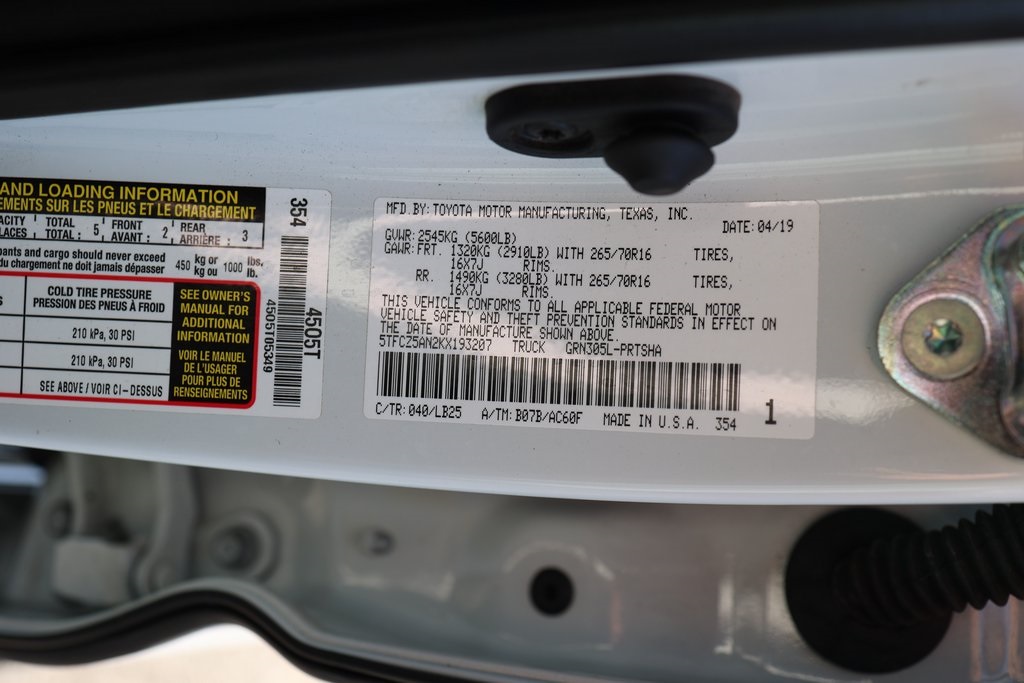 AND LOADING INFORMATION
EMENTS SUR LES PNEUS ET LE CHARGEMENT
ACITY TOTAL FRONT REAR
LACES TOTAL : 5 AVANT : 2 ARRIÈRE : 3
pants and cargo should never exceed
du chargement ne doit jamais dépasser
450 kg or 1000 lbs.
kg ou lb.
COLD TIRE PRESSURE
PRESSION DES PNEUS À FROID
210 kPa, 30 PSI
210 kPa, 30 PSI
SEE ABOVE / VOIR CI - DESSUS
SEE OWNER'S
MANUAL FOR
ADDITIONAL
INFORMATION
VOIR LE MANUEL
DE L'USAGER
POUR PLUS DE
RENSEIGNEMENTS
354
4505T
4505T05349
MFD. BY: TOYOTA MOTOR MANUFACTURING, TEXAS, INC.
DATE: 04/19
GVWR: 2545KG (5600LB)
GAWR: FRT. 1320KG (2910LB) WITH 265/70R16 TIRES,
16X7J RIMS.
RR. 1490KG (3280LB) WITH 265/70R16 TIRES,
16X7J RIMS.
THIS VEHICLE CONFORMS TO ALL APPLICABLE FEDERAL MOTOR
VEHICLE SAFETY AND THEFT PREVENTION STANDARDS IN EFFECT ON
THE DATE OF MANUFACTURE SHOWN ABOVE.
5TFCZ5AN2KX193207 TRUCK GRN305L-PRTSHA
C/TR: 040/LB25 A/TM: B07B/AC60F MADE IN U.S.A. 354
1